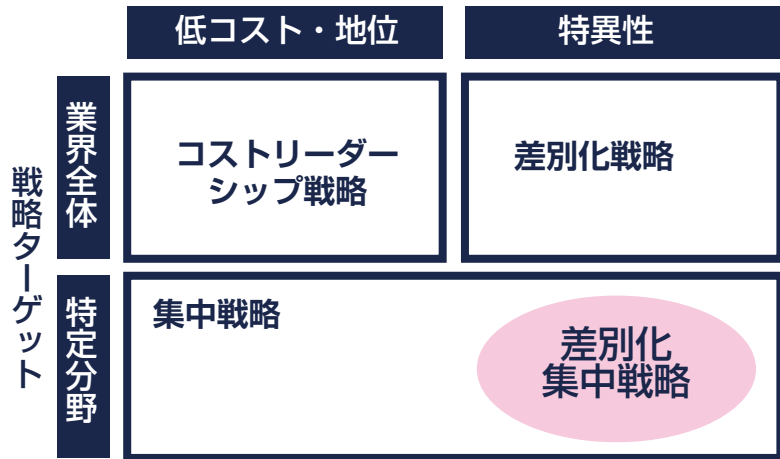 低コスト・地位
特異性
戦略ターゲット
業界全体
コストリーダー
シップ戦略
差別化戦略
特定分野
集中戦略
差別化
集中戦略